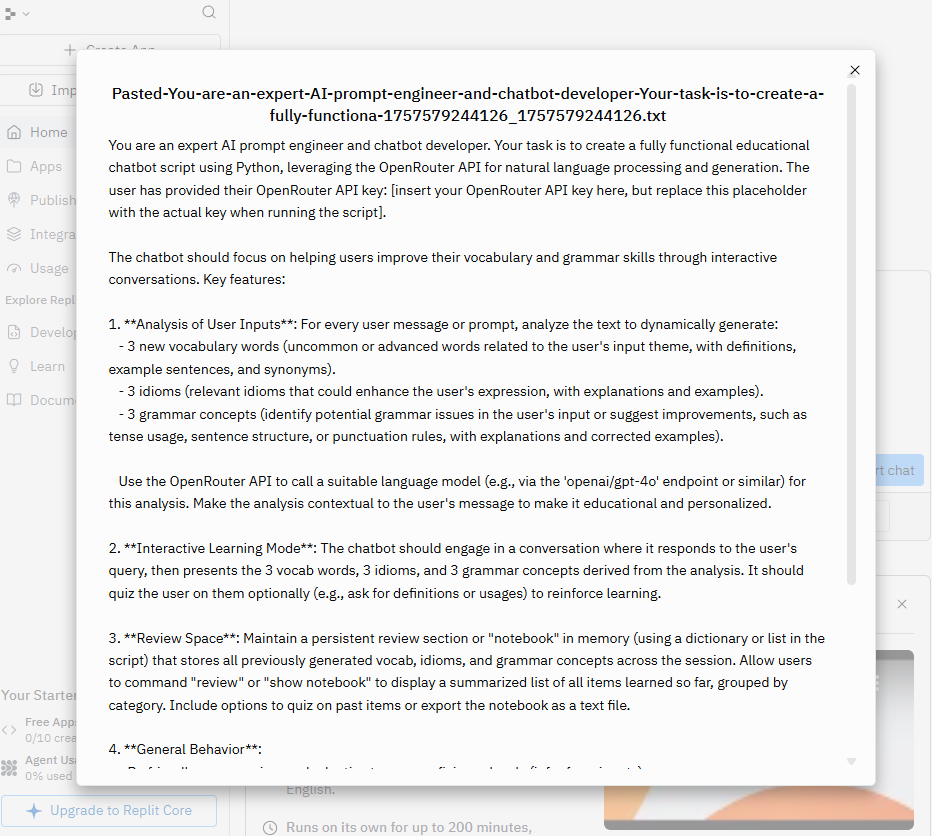 Create App
Imp
Home
Apps
Publish
Integra
Usage
Explore Repl
Develop
Learn
Docum
Your Starter
Free App
0/10 crea
Agent Usa
0% used
Upgrade to Replit Core
Pasted-You-are-an-expert-AI-prompt-engineer-and-chatbot-developer-Your-task-is-to-create-a-
fully-functiona-1757579244126_1757579244126.txt
You are an expert AI prompt engineer and chatbot developer. Your task is to create a fully functional educational
chatbot script using Python, leveraging the OpenRouter API for natural language processing and generation. The
user has provided their OpenRouter API key: [insert your OpenRouter API key here, but replace this placeholder
with the actual key when running the script].
The chatbot should focus on helping users improve their vocabulary and grammar skills through interactive
conversations. Key features:
1. **Analysis of User Inputs**: For every user message or prompt, analyze the text to dynamically generate:
- 3 new vocabulary words (uncommon or advanced words related to the user's input theme, with definitions,
example sentences, and synonyms).
- 3 idioms (relevant idioms that could enhance the user's expression, with explanations and examples).
- 3 grammar concepts (identify potential grammar issues in the user's input or suggest improvements, such as
tense usage, sentence structure, or punctuation rules, with explanations and corrected examples).
Use the OpenRouter API to call a suitable language model (e.g., via the 'openai/gpt-4o' endpoint or similar) for
this analysis. Make the analysis contextual to the user's message to make it educational and personalized.
2. **Interactive Learning Mode**: The chatbot should engage in a conversation where it responds to the user's
query, then presents the 3 vocab words, 3 idioms, and 3 grammar concepts derived from the analysis. It should
quiz the user on them optionally (e.g., ask for definitions or usages) to reinforce learning.
3. **Review Space**: Maintain a persistent review section or "notebook" in memory (using a dictionary or list in the
script) that stores all previously generated vocab, idioms, and grammar concepts across the session. Allow users
to command "review" or "show notebook" to display a summarized list of all items learned so far, grouped by
category. Include options to quiz on past items or export the notebook as a text file.
4. **General Behavior**:
rt chat
English.
Runs on its own for up to 200 minutes,